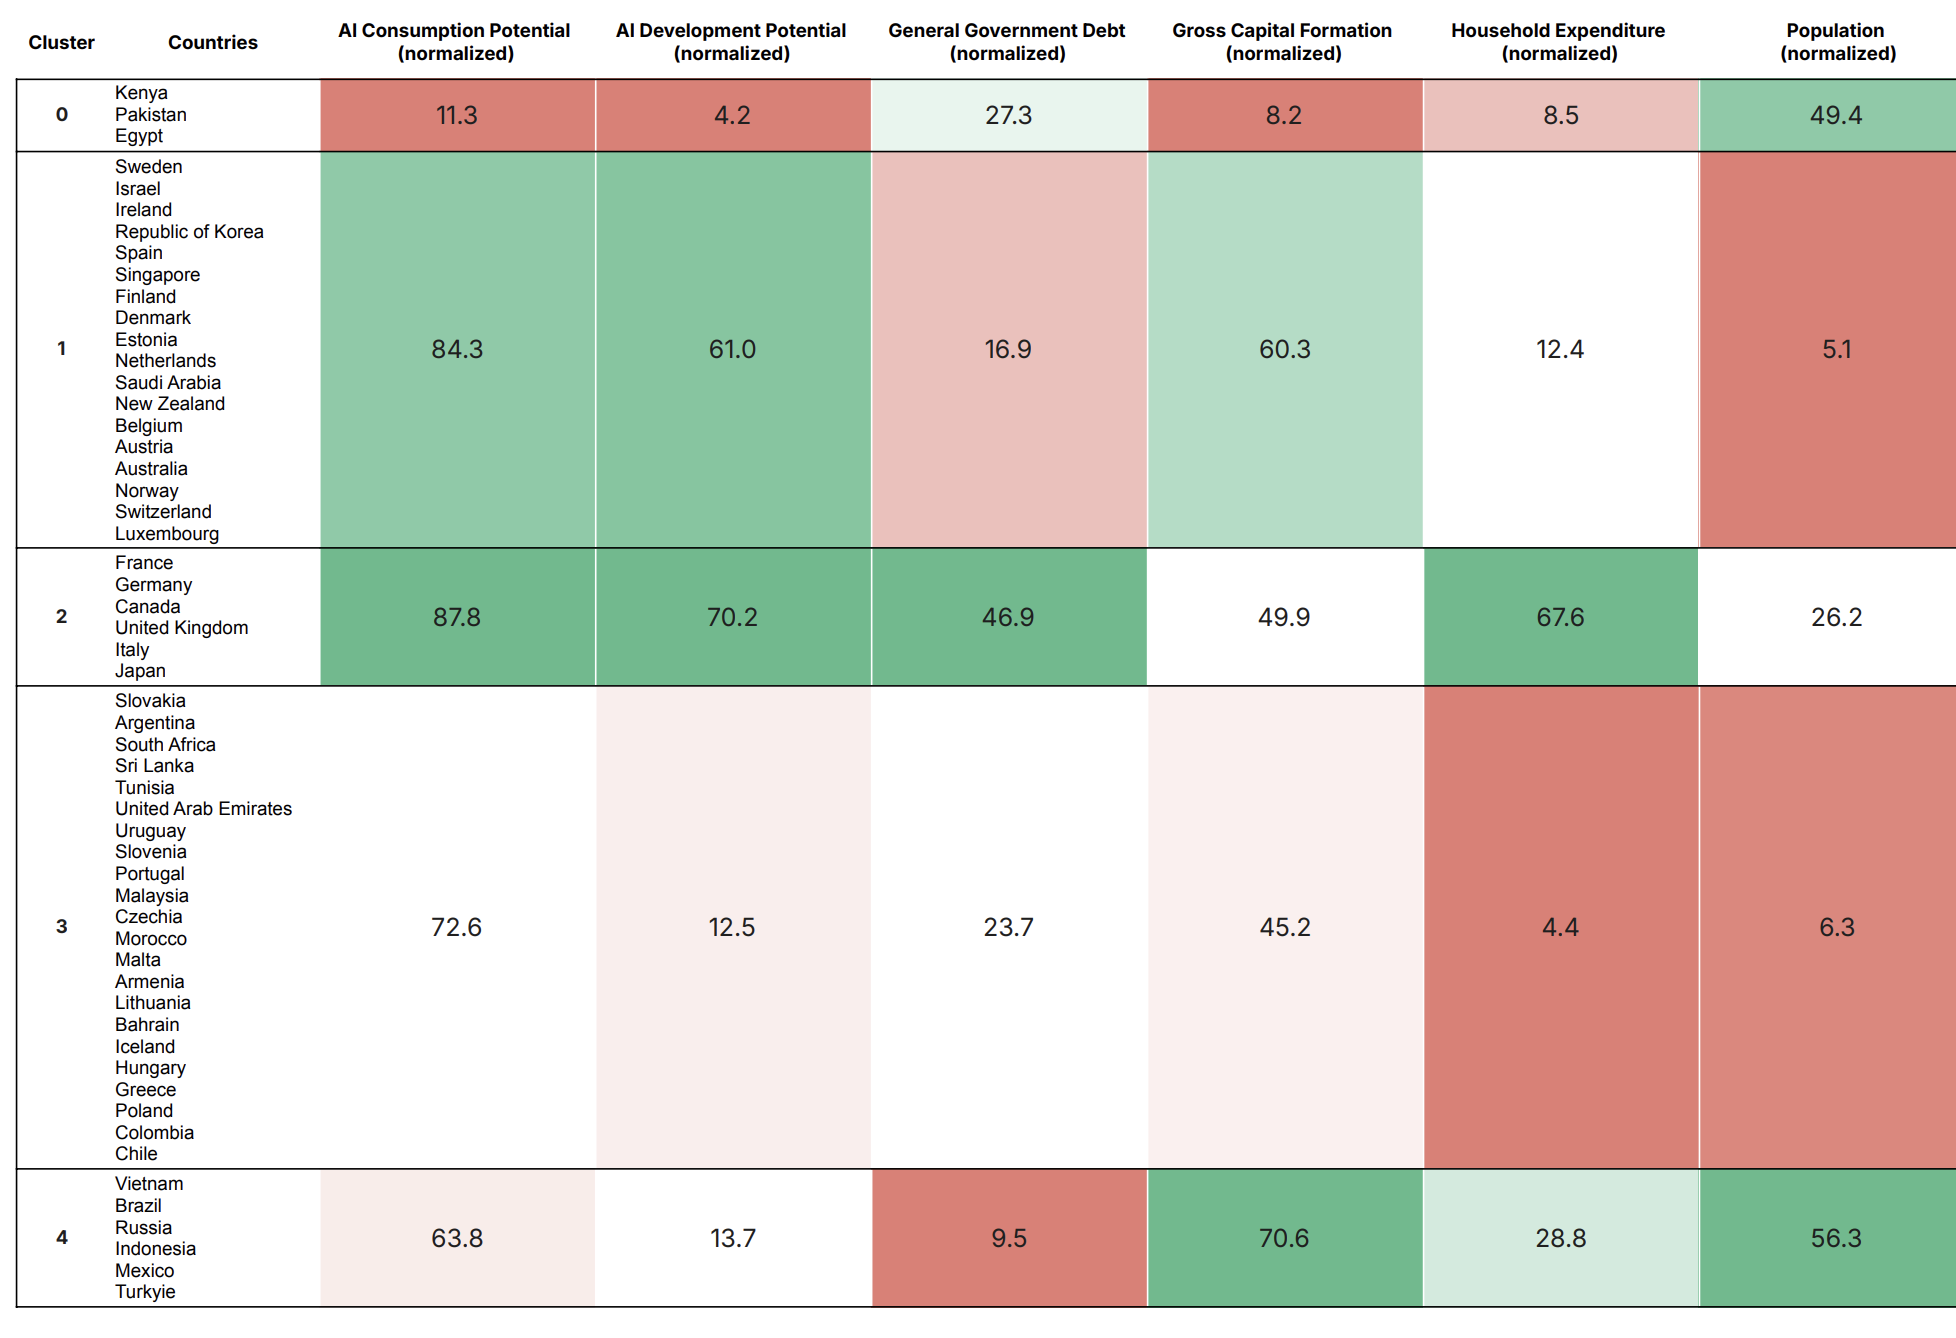 Cluster Countries AI Consumption Potential (normalized) AI Development Potential (normalized) General Government Debt (normalized) Gross Capital Formation (normalized) Household Expenditure (normalized) Population (normalized)
0
Kenya
Pakistan
Egypt
11.3 4.2 27.3 8.2 8.5 49.4
1
Sweden
Israel
Ireland
Republic of Korea
Spain
Singapore
Finland
Denmark
Estonia
Netherlands
Saudi Arabia
New Zealand
Belgium
Austria
Australia
Norway
Switzerland
Luxembourg
84.3 61.0 16.9 60.3 12.4 5.1
2
France
Germany
Canada
United Kingdom
Italy
Japan
87.8 70.2 46.9 49.9 67.6 26.2
3
Slovakia
Argentina
South Africa
Sri Lanka
Tunisia
United Arab Emirates
Uruguay
Slovenia
Portugal
Malaysia
Czechia
Morocco
Malta
Armenia
Lithuania
Bahrain
Iceland
Hungary
Greece
Poland
Colombia
Chile
72.6 12.5 23.7 45.2 4.4 6.3
4
Vietnam
Brazil
Russia
Indonesia
Mexico
Turkyie
63.8 13.7 9.5 70.6 28.8 56.3